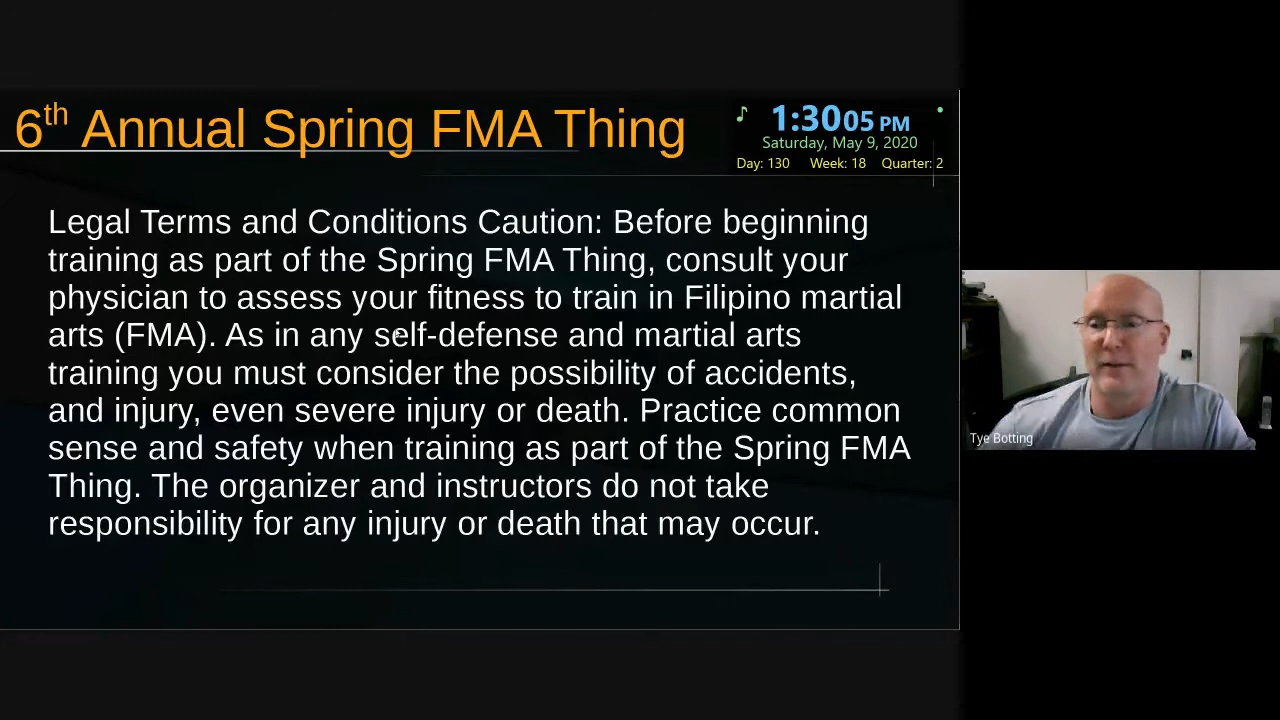 6th Annual Spring FMA Thing
1:30 05 PM
Saturday, May 9, 2020
Day: 130 Week: 18 Quarter: 2
Legal Terms and Conditions Caution: Before beginning
training as part of the Spring FMA Thing, consult your
physician to assess your fitness to train in Filipino martial
arts (FMA). As in any self-defense and martial arts
training you must consider the possibility of accidents,
and injury, even severe injury or death. Practice common
sense and safety when training as part of the Spring FMA
Thing. The organizer and instructors do not take
responsibility for any injury or death that may occur.
Tye Botting